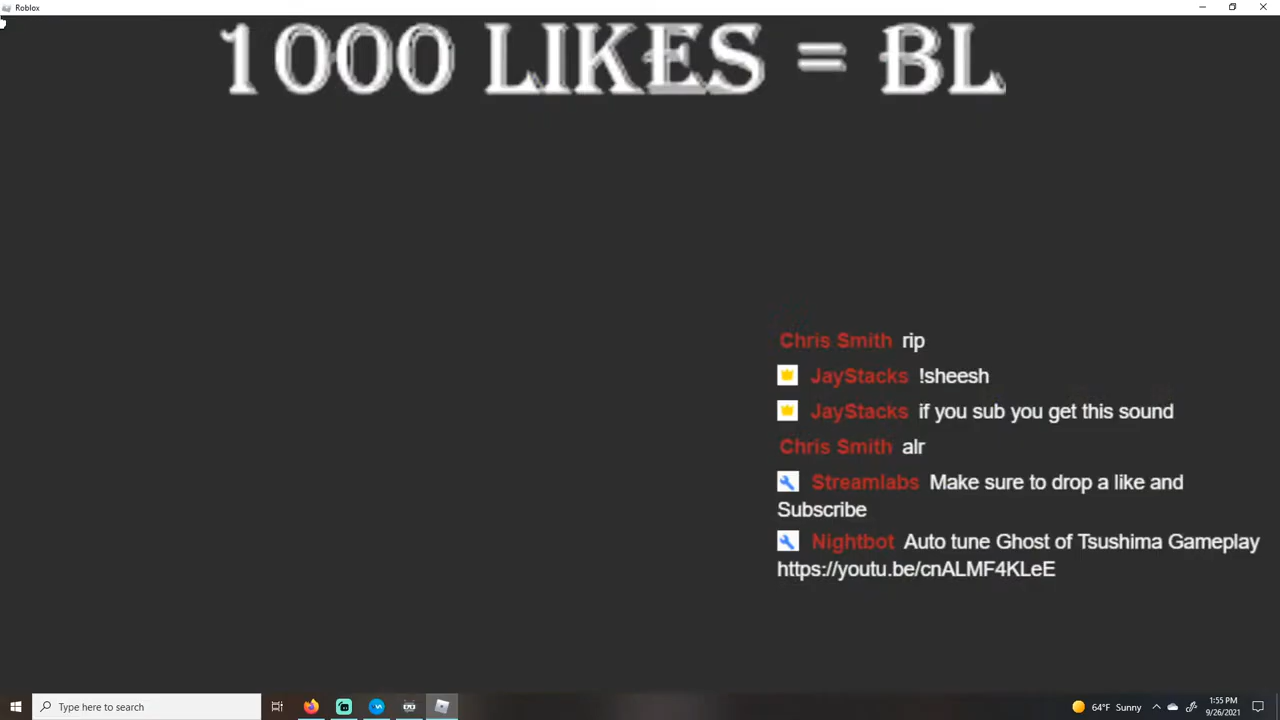 Roblox
1000 LIKES = BL
Chris Smith rip
JayStacks !sheesh
JayStacks if you sub you get this sound
Chris Smith alr
Streamlabs Make sure to drop a like and
Subscribe
Nightbot Auto tune Ghost of Tsushima Gameplay
https://youtu.be/cnALMF4KLeE
Type here to search
64°F Sunny
1:55 PM
9/26/2021